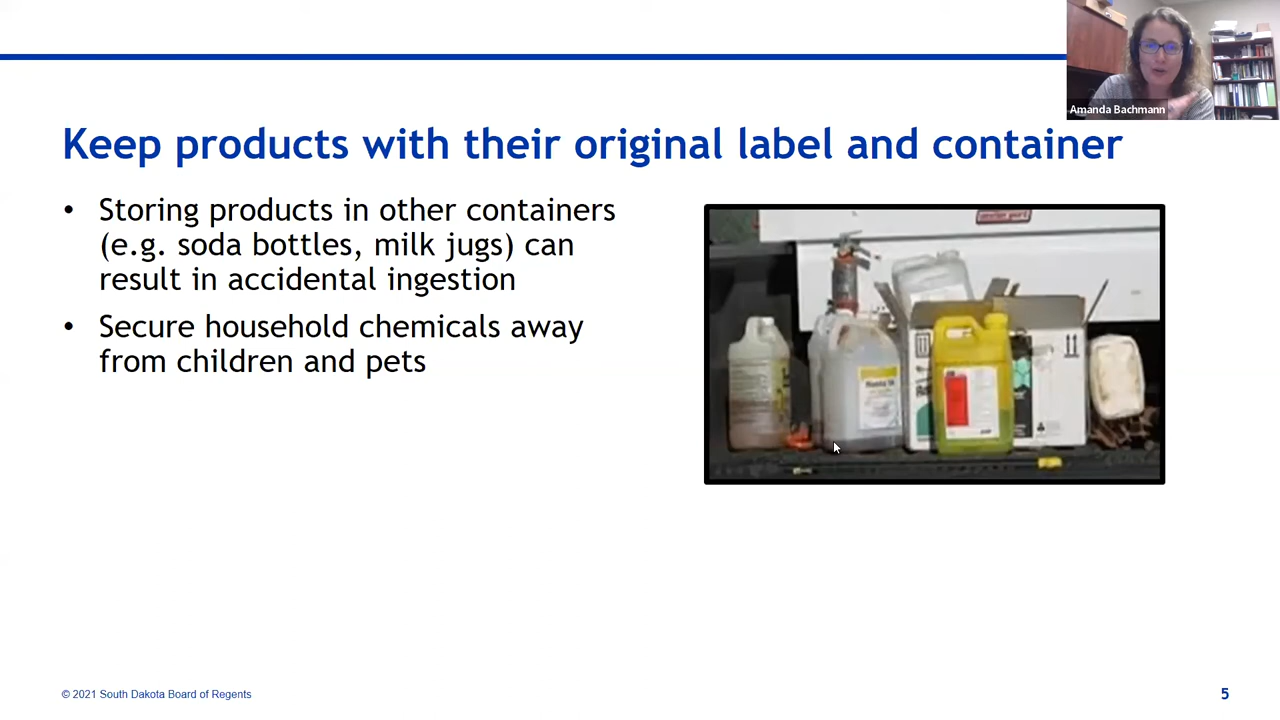 Amanda Bachmann
Keep products with their original label and container
• Storing products in other containers
(e.g. soda bottles, milk jugs) can
result in accidental ingestion
• Secure household chemicals away
from children and pets
© 2021 South Dakota Board of Regents
5